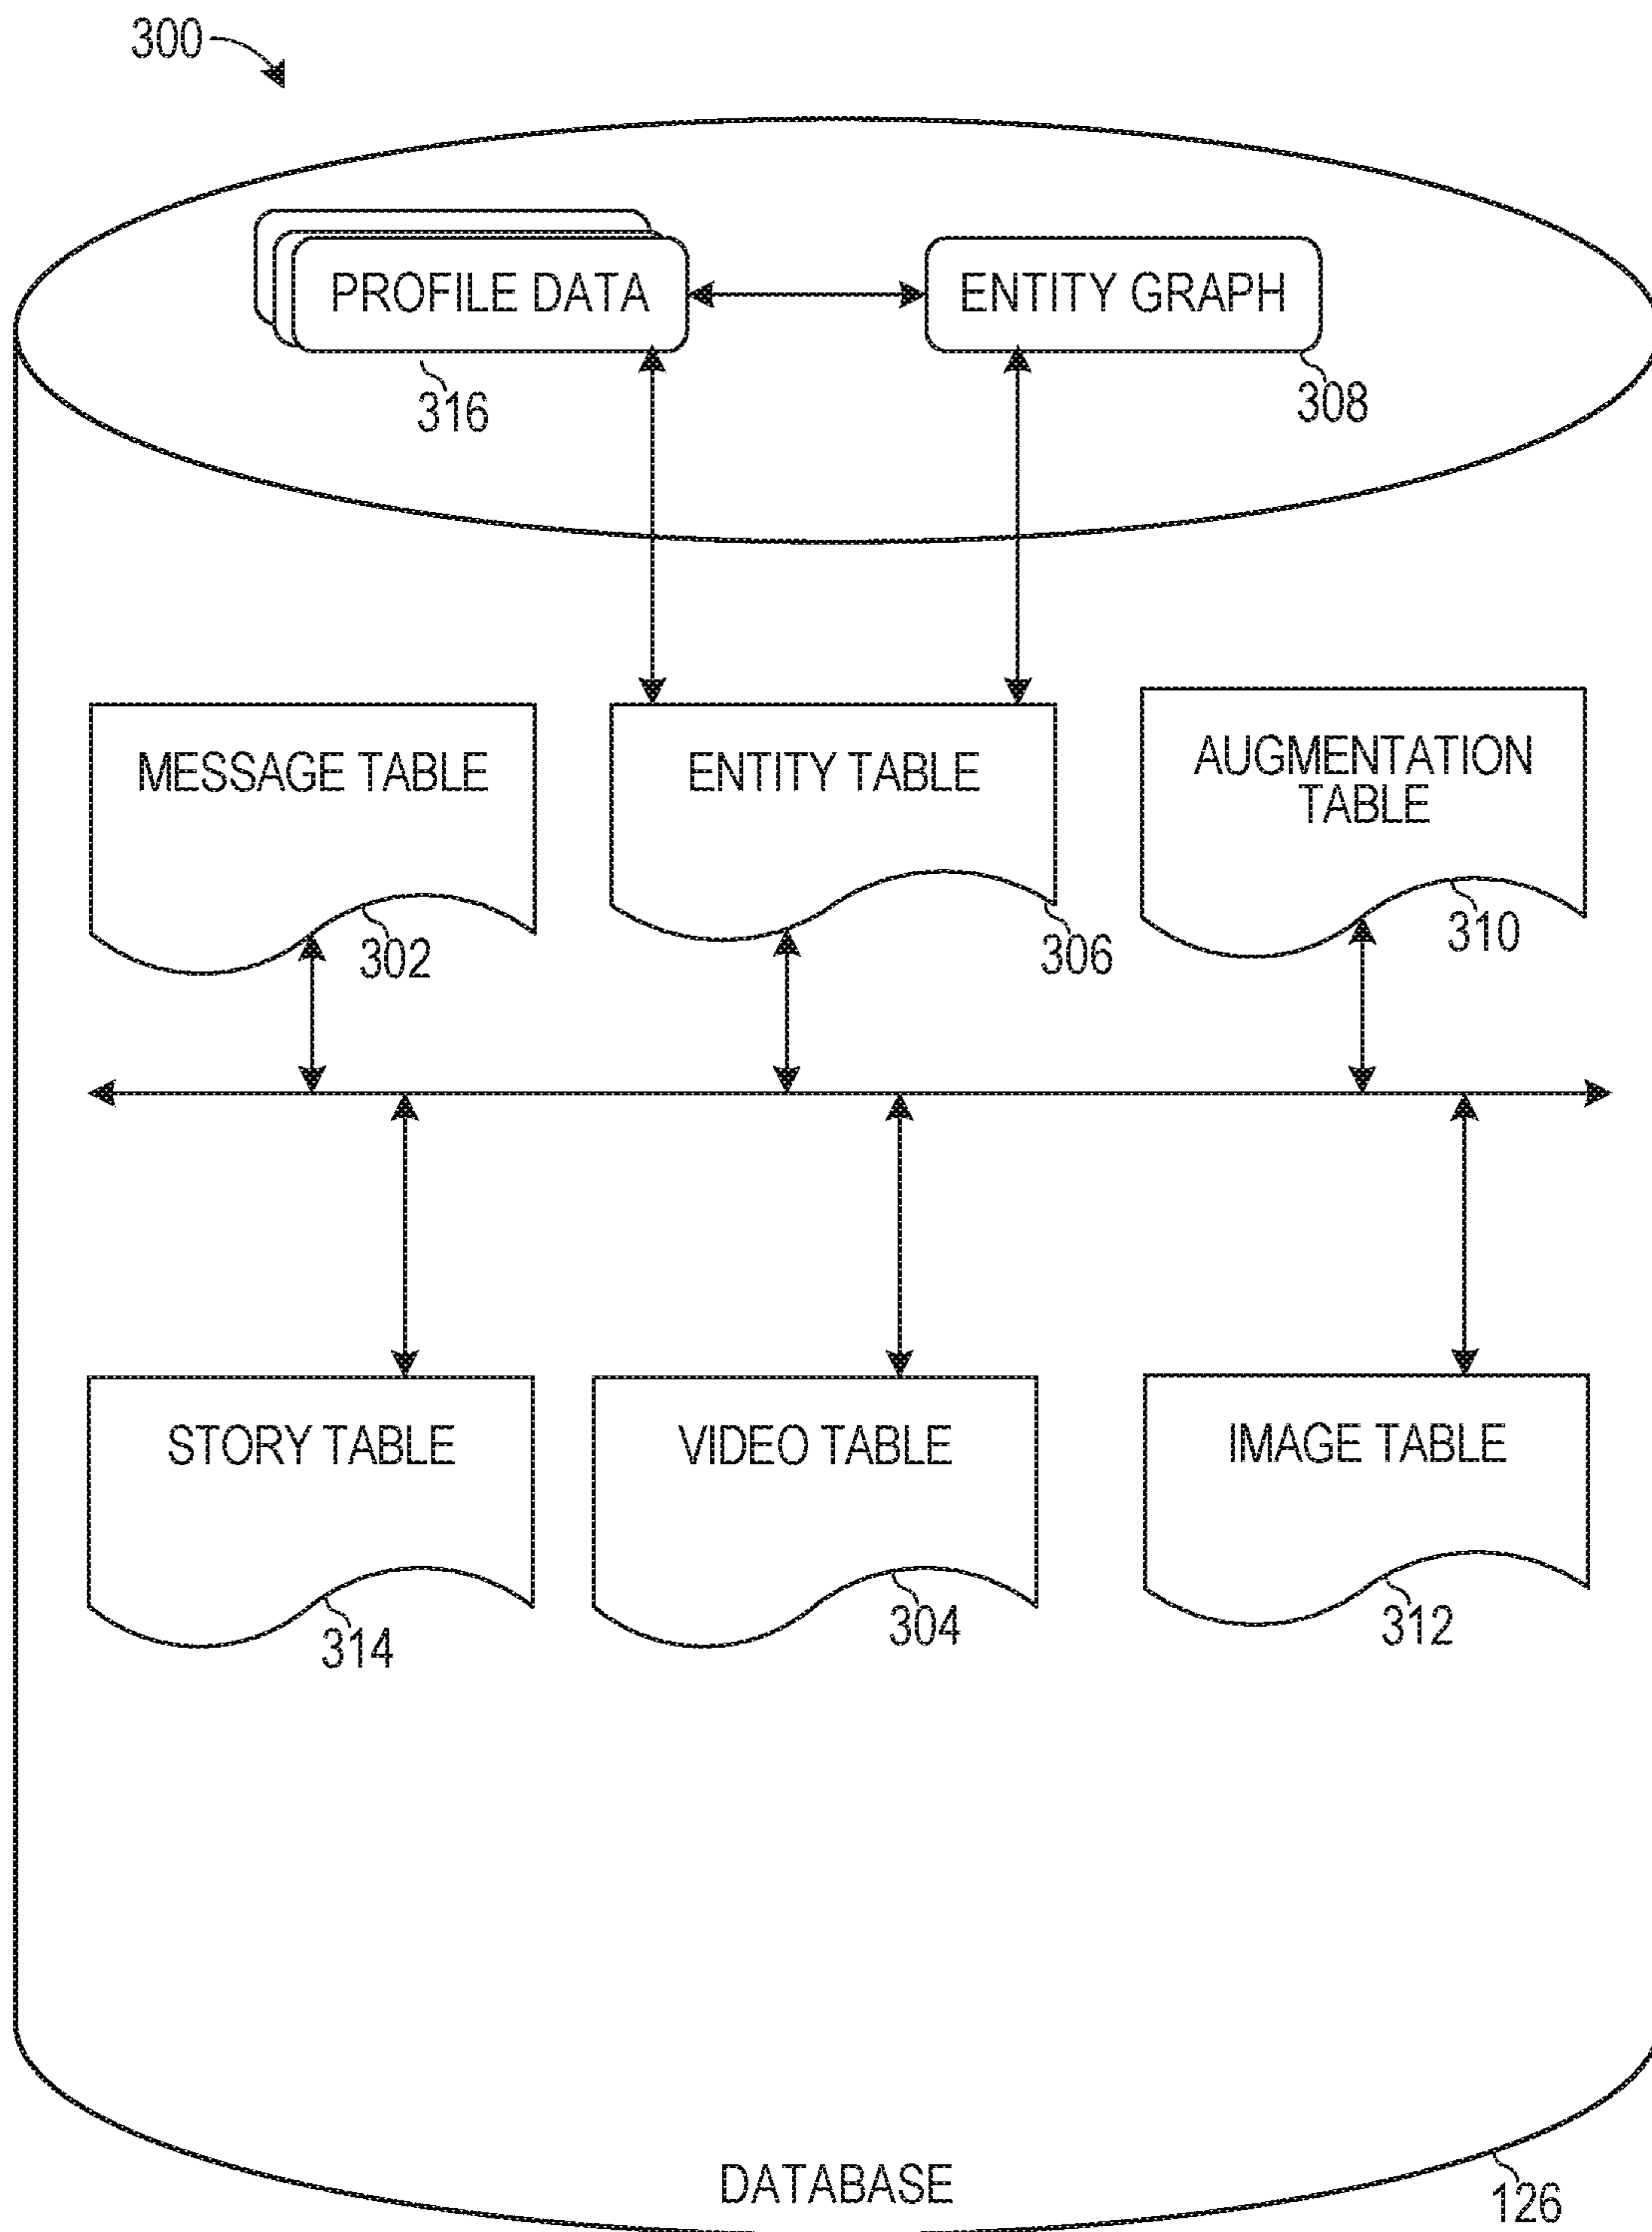 300
PROFILE DATA
ENTITY GRAPH
316
308
MESSAGE TABLE
ENTITY TABLE
AUGMENTATION
TABLE
302
306
310
STORY TABLE
VIDEO TABLE
IMAGE TABLE
314
304
312
DATABASE
126